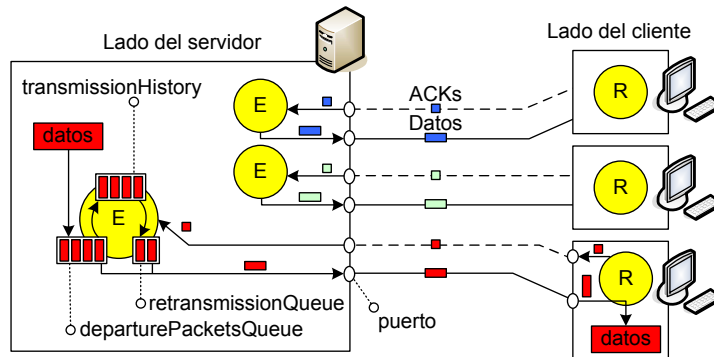 Lado del servidor
Lado del cliente
transmissionHistory
datos
E
E
E
ACKs
Datos
R
R
R
retransmissionQueue
departurePacketsQueue
puerto
datos